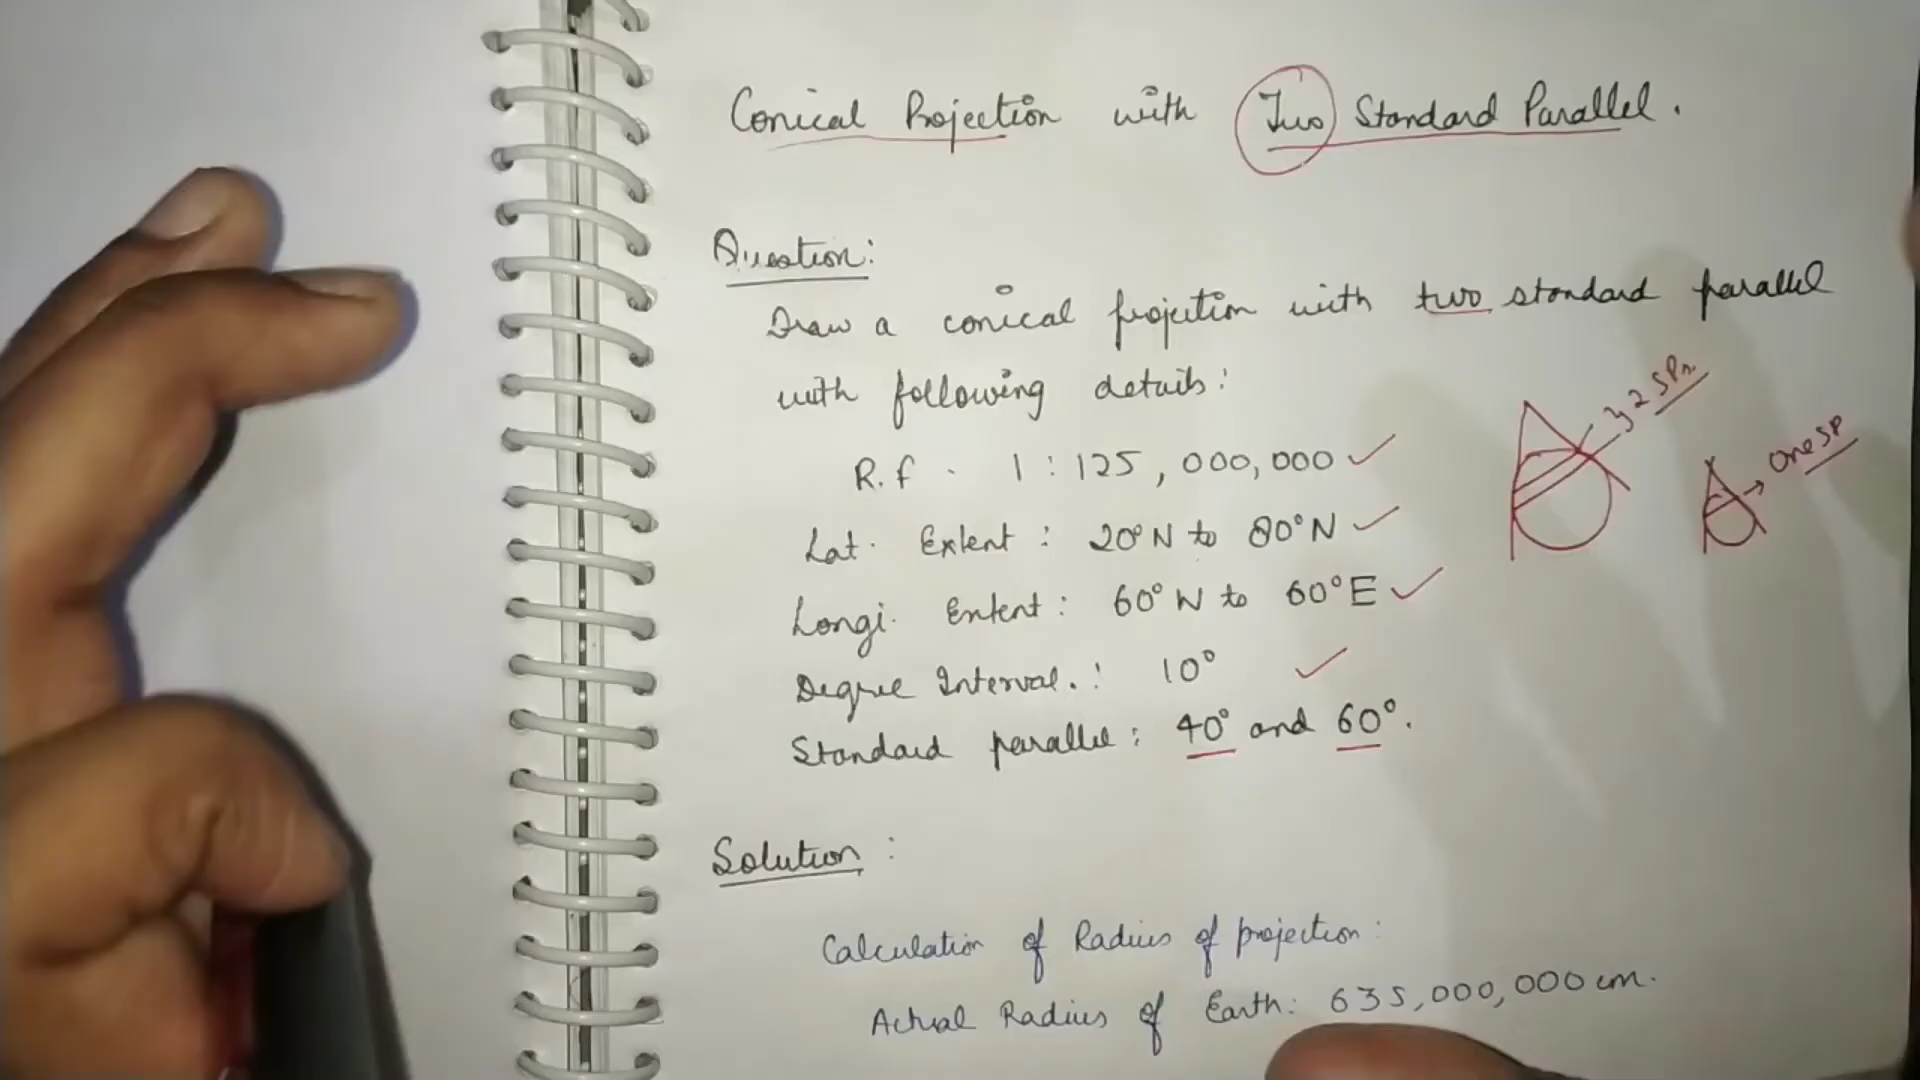 Conical Projection with Two Standard Parallel.
Question:
Draw a conical projection with two standard parallel
with following details:
} 2 SPs.
one SP
R.f. 1 : 125,000,000
Lat. Extent : 20°N to 80°N
Longi. Extent : 60°W to 60°E
Degree Interval. : 10°
Standard parallel : 40° and 60°.
Solution :
Calculation of Radius of projection :
Actual Radius of Earth: 635,000,000 cm.